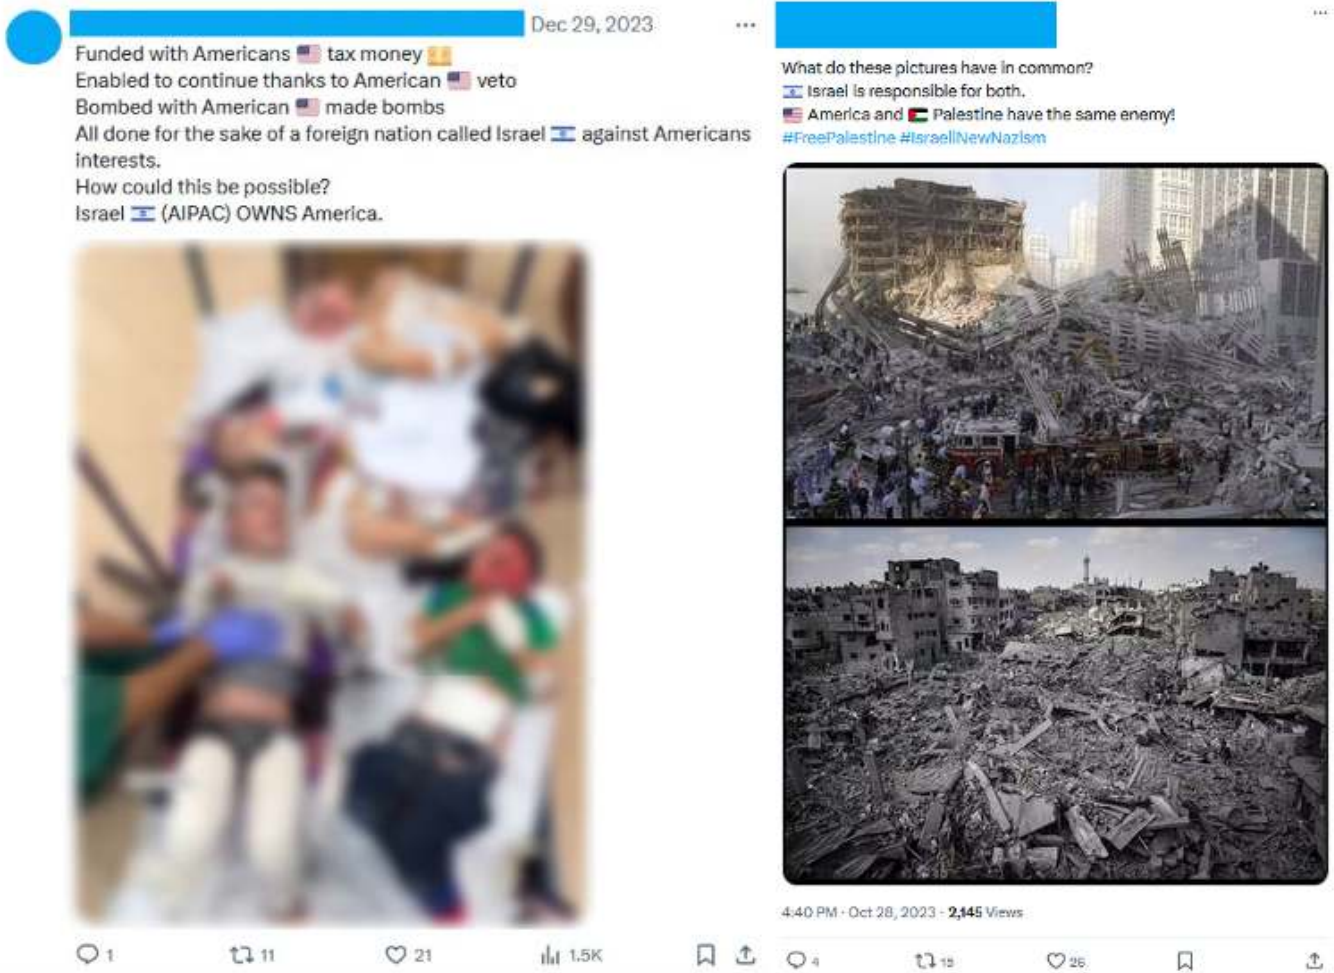 Dec 29, 2023
Funded with Americans 🇺🇸 tax money 🪙
Enabled to continue thanks to American 🇺🇸 veto
Bombed with American 🇺🇸 made bombs
All done for the sake of a foreign nation called Israel 🇮🇱 against Americans
interests.
How could this be possible?
Israel 🇮🇱 (AIPAC) OWNS America.
1
11
21
1.5K
What do these pictures have in common?
🇮🇱 Israel is responsible for both.
🇺🇸 America and 🇵🇸 Palestine have the same enemy!
#FreePalestine #IsraeliNewNazism
4:40 PM · Oct 28, 2023 · 2,145 Views
4
26